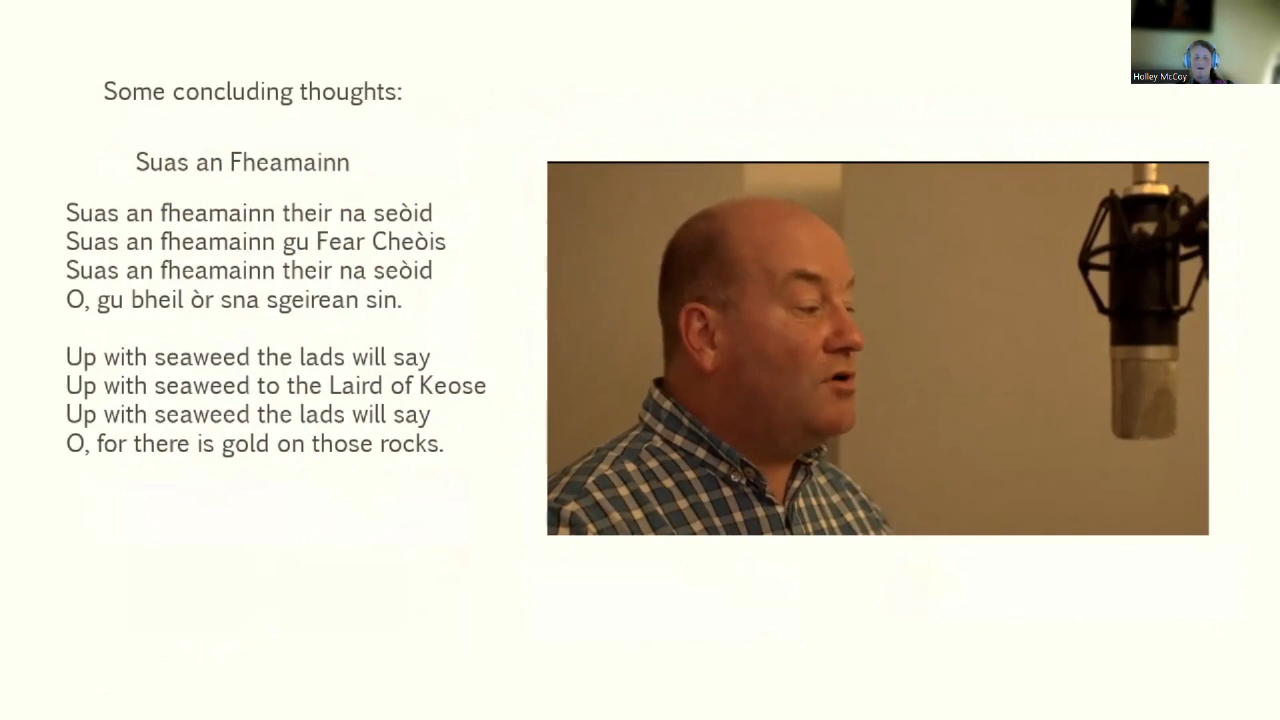 Some concluding thoughts:
Suas an Fheamainn
Suas an fheamainn their na seòid
Suas an fheamainn gu Fear Cheòis
Suas an fheamainn their na seòid
O, gu bheil òr sna sgeirean sin.
Up with seaweed the lads will say
Up with seaweed to the Laird of Keose
Up with seaweed the lads will say
O, for there is gold on those rocks.
Holley McCoy